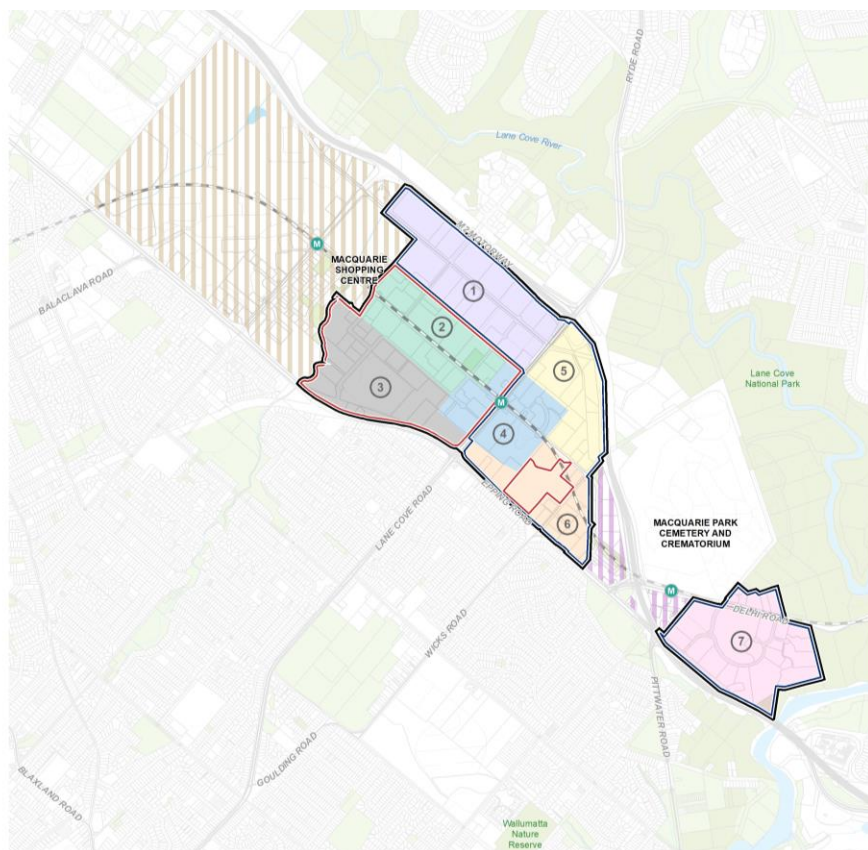 RYDE ROAD
Lane Cove River
M2 MOTORWAY
M
MACQUARIE
SHOPPING
CENTRE
BALACLAVA ROAD
1
2
5
3
Lane Cove
National Park
M
4
LANE COVE ROAD
EPPING ROAD
6
MACQUARIE PARK
CEMETERY AND
CREMATORIUM
M
DELHI ROAD
WICKS ROAD
7
PITTWATER ROAD
GOULDING ROAD
BLAXLAND ROAD
Wallumatta
Nature
Reserve